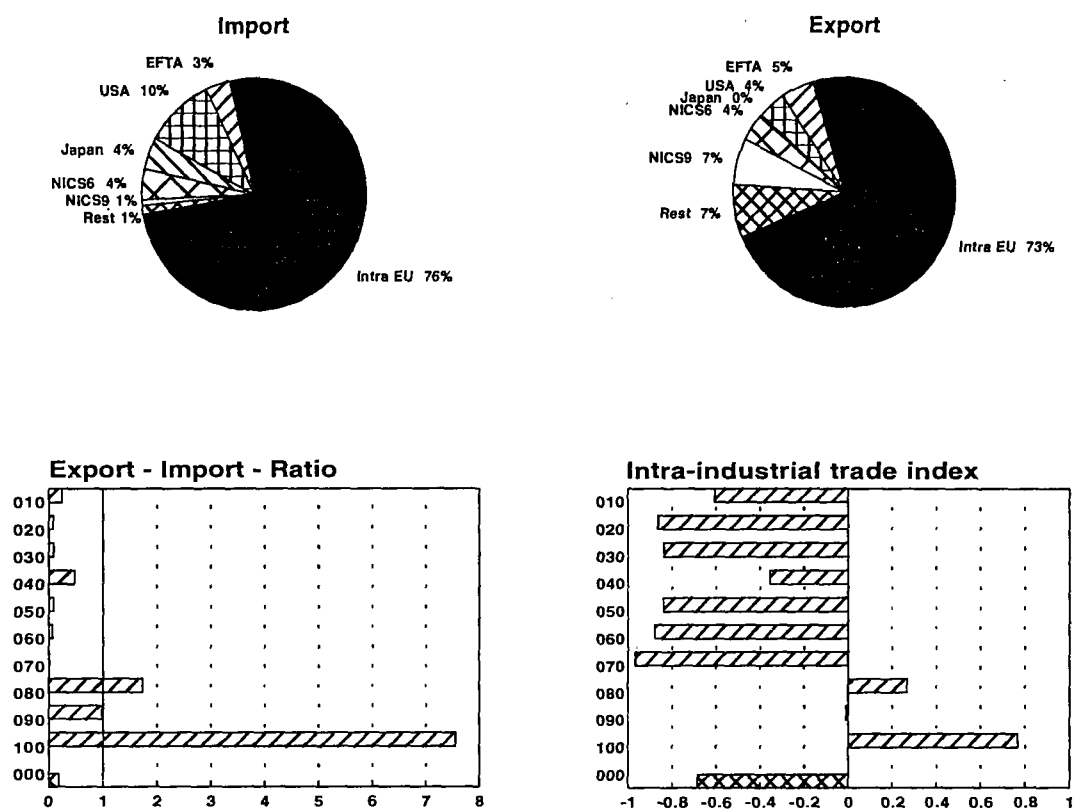 Import
EFTA 3%
USA 10%
Japan 4%
NICS6 4%
NICS9 1%
Rest 1%
Intra EU 76%
Export
EFTA 5%
USA 4%
Japan 0%
NICS6 4%
NICS9 7%
Rest 7%
Intra EU 73%
Export - Import - Ratio
010
020
030
040
050
060
070
080
090
100
000
0 1 2 3 4 5 6 7 8
Intra-industrial trade index
010
020
030
040
050
060
070
080
090
100
000
-1 -0.8 -0.6 -0.4 -0.2 0 0.2 0.4 0.6 0.8 1